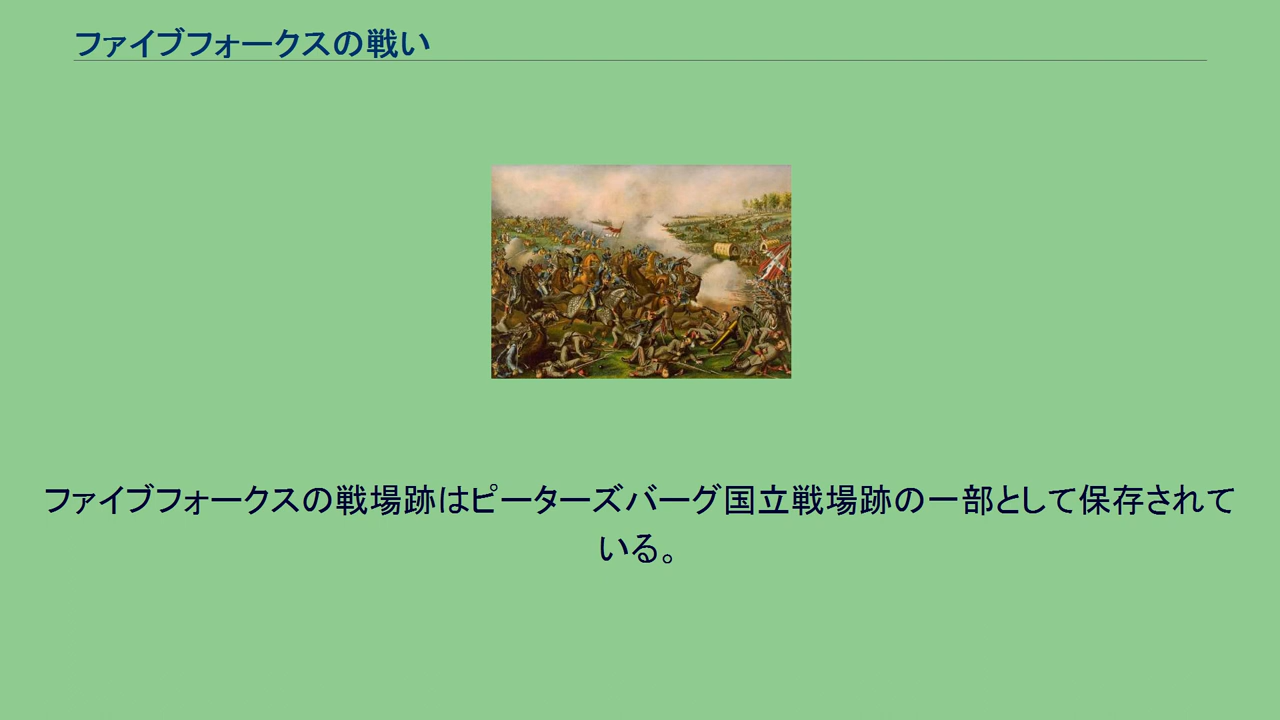 ファイブフォークスの戦い
ファイブフォークスの戦場跡はピーターズバーグ国立戦場跡の一部として保存されて
いる。